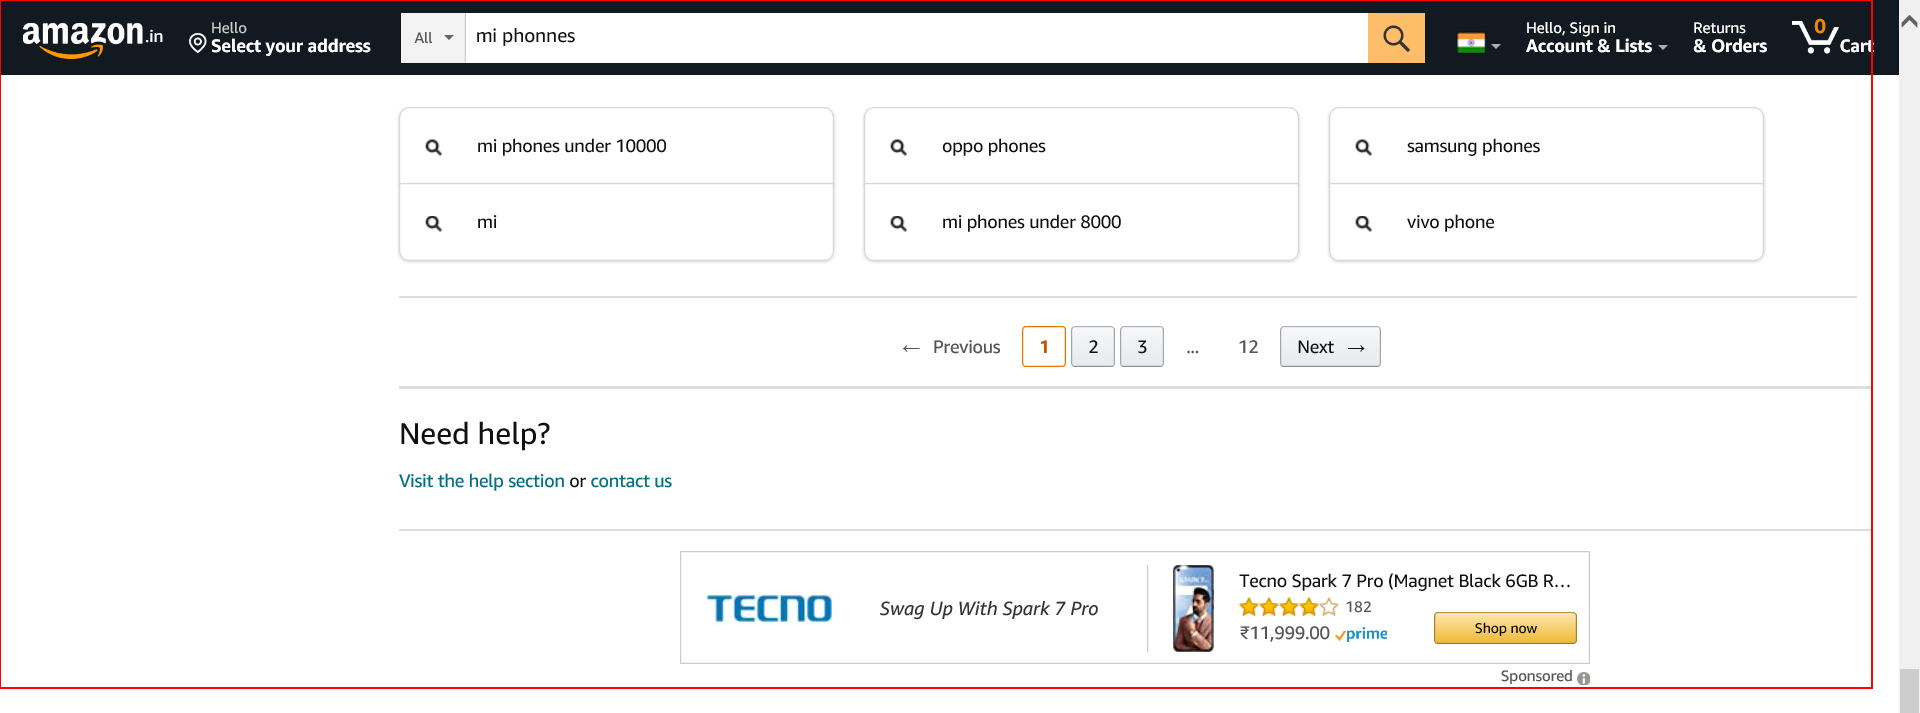 amazon.in
Hello
Select your address
All
mi phonnes
Hello, Sign in
Account & Lists
Returns
& Orders
0
Cart
mi phones under 10000
oppo phones
samsung phones
mi
mi phones under 8000
vivo phone
← Previous 1 2 3 ... 12 Next →
Need help?
Visit the help section or contact us
TECNO
Swag Up With Spark 7 Pro
Tecno Spark 7 Pro (Magnet Black 6GB R...
182
₹11,999.00 prime
Shop now
Sponsored